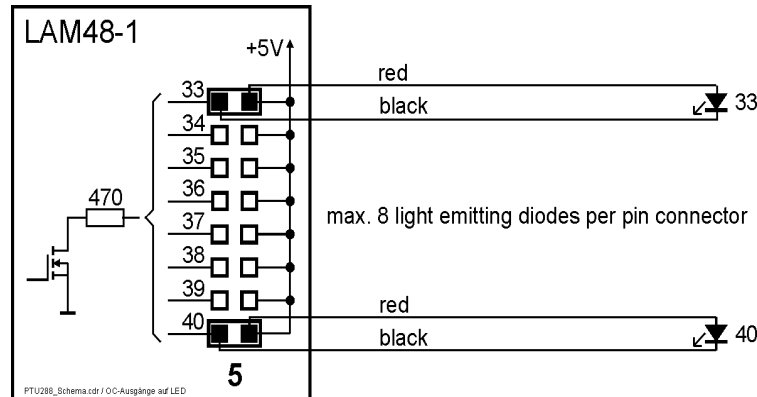 LAM48-1
+5V
red
33
black
33
34
35
36
470
37
max. 8 light emitting diodes per pin connector
38
39
red
40
black
40
5
PTU288_Schema.cdr / OC-Ausgänge auf LED